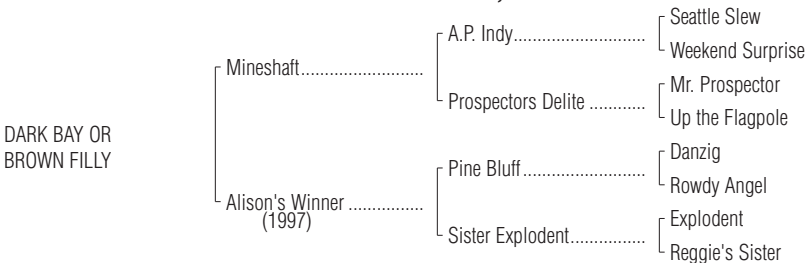 Seattle Slew
A.P. Indy...........................
Weekend Surprise
Mineshaft..........................
Mr. Prospector
Prospectors Delite ............
Up the Flagpole
DARK BAY OR
BROWN FILLY
Danzig
Pine Bluff..........................
Rowdy Angel
Alison's Winner ................
(1997)
Explodent
Sister Explodent................
Reggie's Sister